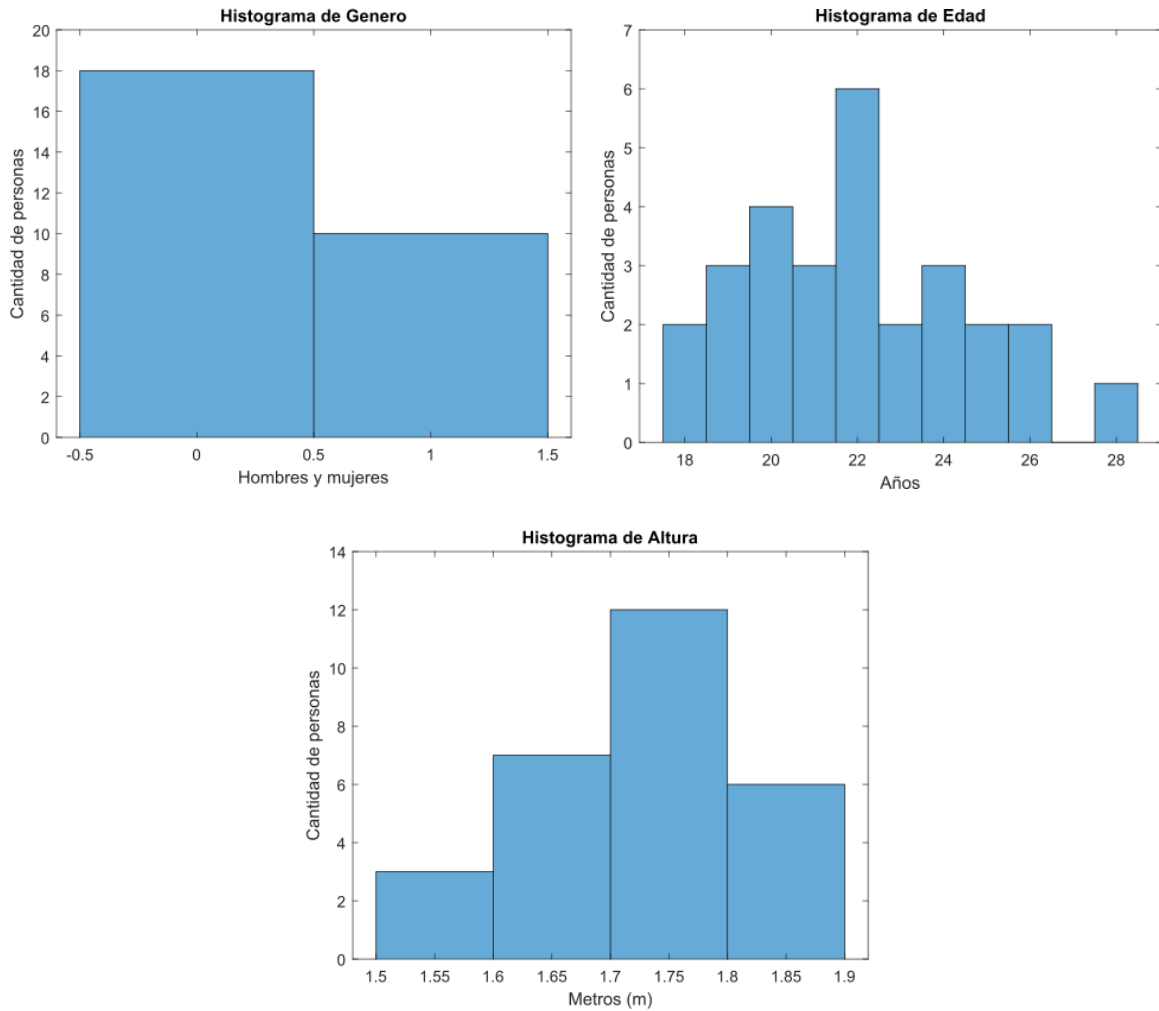 Histograma de Genero
20
18
16
14
12
10
8
6
4
2
0
Cantidad de personas
-0.5 0 0.5 1 1.5
Hombres y mujeres
Histograma de Edad
7
6
5
4
3
2
1
0
Cantidad de personas
18 20 22 24 26 28
Años
Histograma de Altura
14
12
10
8
6
4
2
0
Cantidad de personas
1.5 1.55 1.6 1.65 1.7 1.75 1.8 1.85 1.9
Metros (m)